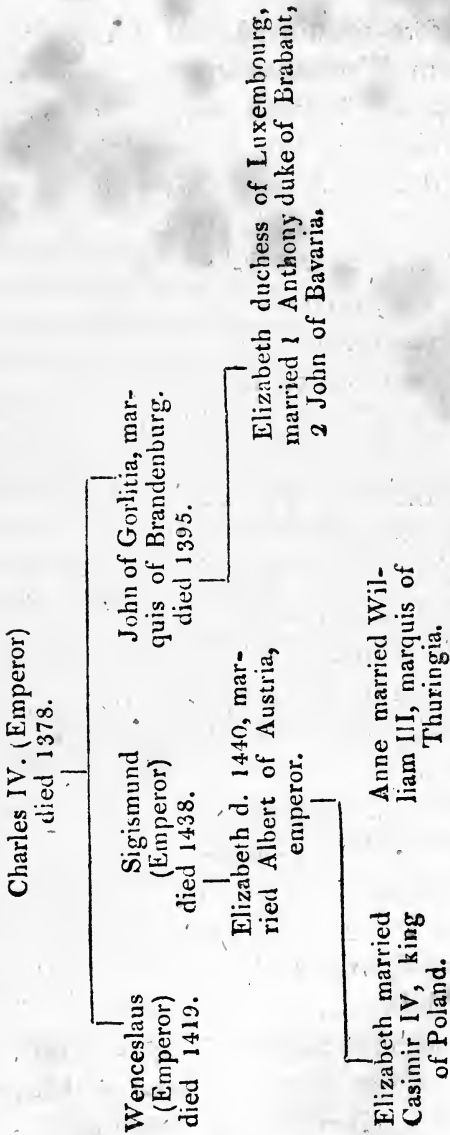 Charles IV. (Emperor)
died 1378.
Wenceslaus
(Emperor)
died 1419.
Sigismund
(Emperor)
died 1438.
John of Gorlitia, mar-
quis of Brandenburg.
died 1395.
Elizabeth d. 1440, mar-
ried Albert of Austria,
emperor.
Elizabeth duchess of Luxembourg,
married 1 Anthony duke of Brabant,
2 John of Bavaria.
Elizabeth married
Casimir IV, king
of Poland.
Anne married Wil-
liam III, marquis of
Thuringia.